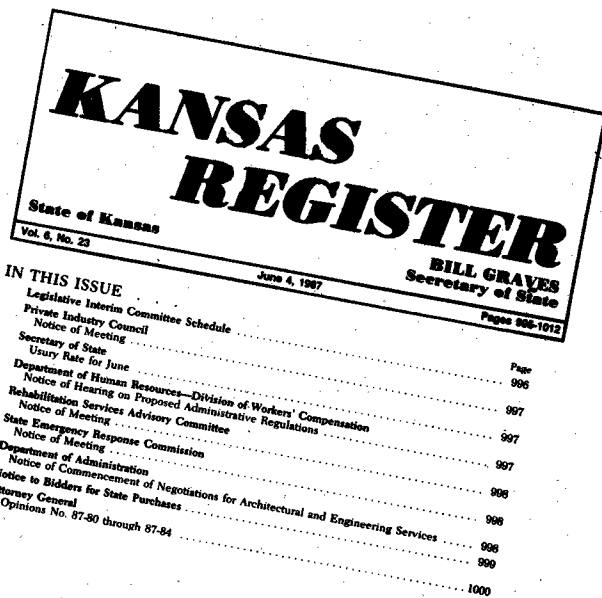 KANSAS
REGISTER
State of Kansas
BILL GRAVES
Secretary of State
Vol. 6, No. 23
June 4, 1987
Pages 995-1012
IN THIS ISSUE
Page
Legislative Interim Committee Schedule 996
Private Industry Council
Notice of Meeting 997
Secretary of State
Usury Rate for June 997
Department of Human Resources—Division of Workers' Compensation
Notice of Hearing on Proposed Administrative Regulations 997
Rehabilitation Services Advisory Committee
Notice of Meeting 998
State Emergency Response Commission
Notice of Meeting 998
Department of Administration
Notice of Commencement of Negotiations for Architectural and Engineering Services 998
Notice to Bidders for State Purchases 999
Attorney General
Opinions No. 87-80 through 87-84 1000